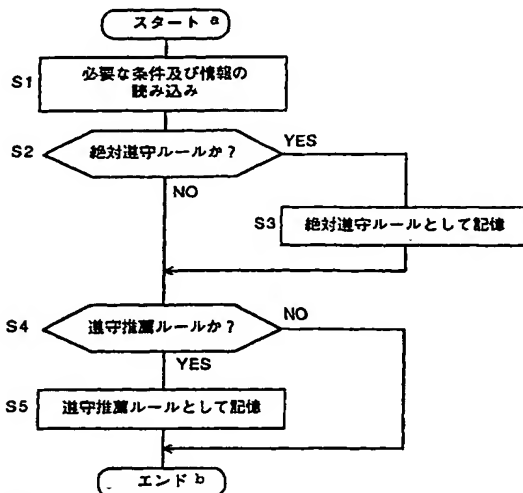 スタート a
S1
必要な条件及び情報の
読み込み
S2
絶対遵守ルールか?
YES
NO
S3
絶対遵守ルールとして記憶
S4
遵守推薦ルールか?
NO
YES
S5
遵守推薦ルールとして記憶
エンド b